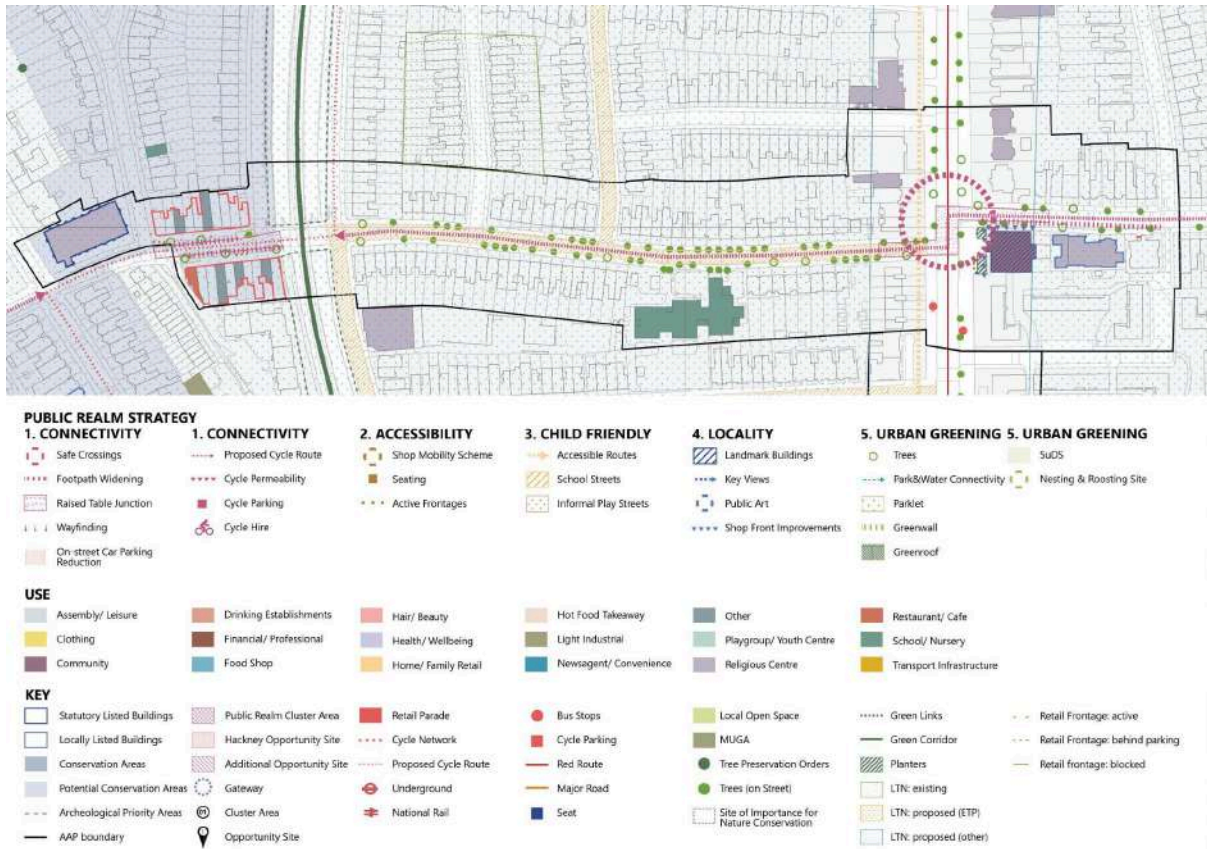 PUBLIC REALM STRATEGY
1. CONNECTIVITY
Safe Crossings
Footpath Widening
Raised Table Junction
Wayfinding
On-street Car Parking
Reduction
1. CONNECTIVITY
Proposed Cycle Route
Cycle Permeability
Cycle Parking
Cycle Hire
2. ACCESSIBILITY
Shop Mobility Scheme
Seating
Active Frontages
3. CHILD FRIENDLY
Accessible Routes
School Streets
Informal Play Streets
4. LOCALITY
Landmark Buildings
Key Views
Public Art
Shop Front Improvements
5. URBAN GREENING
Trees
Park&Water Connectivity
Parklet
Greenwall
Greenroof
5. URBAN GREENING
SuDS
Nesting & Roosting Site
USE
Assembly/ Leisure
Clothing
Community
Drinking Establishments
Financial/ Professional
Food Shop
Hair/ Beauty
Health/ Wellbeing
Home/ Family Retail
Hot Food Takeaway
Light Industrial
Newsagent/ Convenience
Other
Playgroup/ Youth Centre
Religious Centre
Restaurant/ Cafe
School/ Nursery
Transport Infrastructure
KEY
Statutory Listed Buildings
Locally Listed Buildings
Conservation Areas
Potential Conservation Areas
Archeological Priority Areas
AAP boundary
Public Realm Cluster Area
Hackney Opportunity Site
Additional Opportunity Site
Gateway
Cluster Area
Opportunity Site
Retail Parade
Cycle Network
Proposed Cycle Route
Underground
National Rail
Bus Stops
Cycle Parking
Red Route
Major Road
Seat
Local Open Space
MUGA
Tree Preservation Orders
Trees (on Street)
Site of Importance for
Nature Conservation
Green Links
Green Corridor
Planters
LTN: existing
LTN: proposed (ETP)
LTN: proposed (other)
Retail Frontage: active
Retail Frontage: behind parking
Retail frontage: blocked